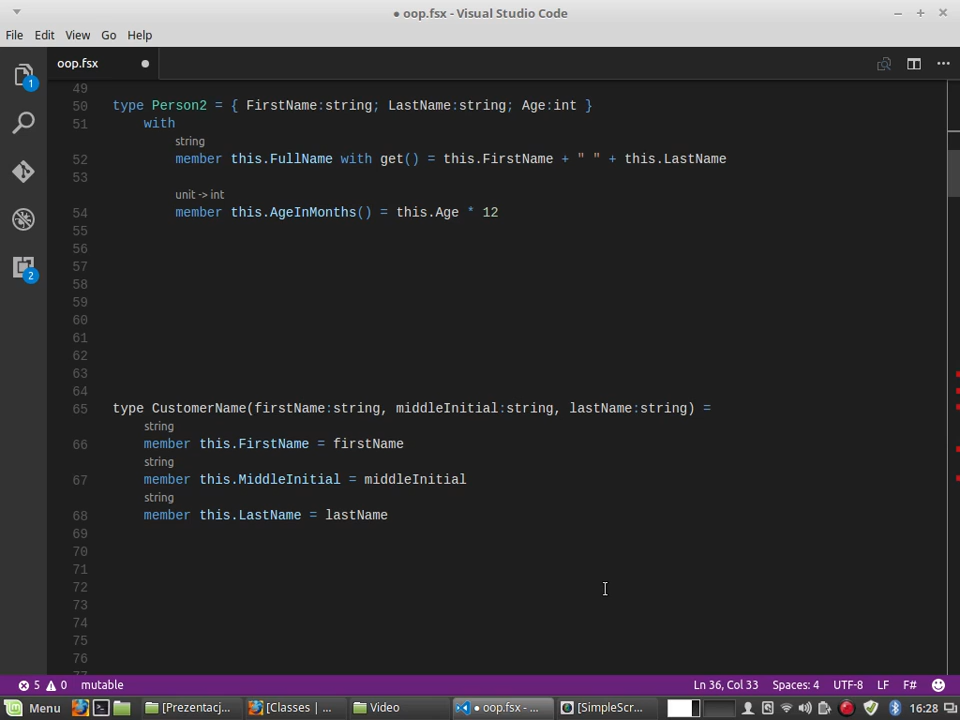 ● oop.fsx - Visual Studio Code
File Edit View Go Help
1
oop.fsx
49
50 type Person2 = { FirstName:string; LastName:string; Age:int }
51 with
string
52 member this.FullName with get() = this.FirstName + " " + this.LastName
53
unit -> int
54 member this.AgeInMonths() = this.Age * 12
55
56
2
57
58
59
60
61
62
63
64
65 type CustomerName(firstName:string, middleInitial:string, lastName:string) =
string
66 member this.FirstName = firstName
string
67 member this.MiddleInitial = middleInitial
string
68 member this.LastName = lastName
69
70
71
72
73
74
75
76
5 0 mutable Ln 36, Col 33 Spaces: 4 UTF-8 LF F#
Menu [Prezentacj... [Classes | ... Video ● oop.fsx - ... [SimpleScr... 16:28